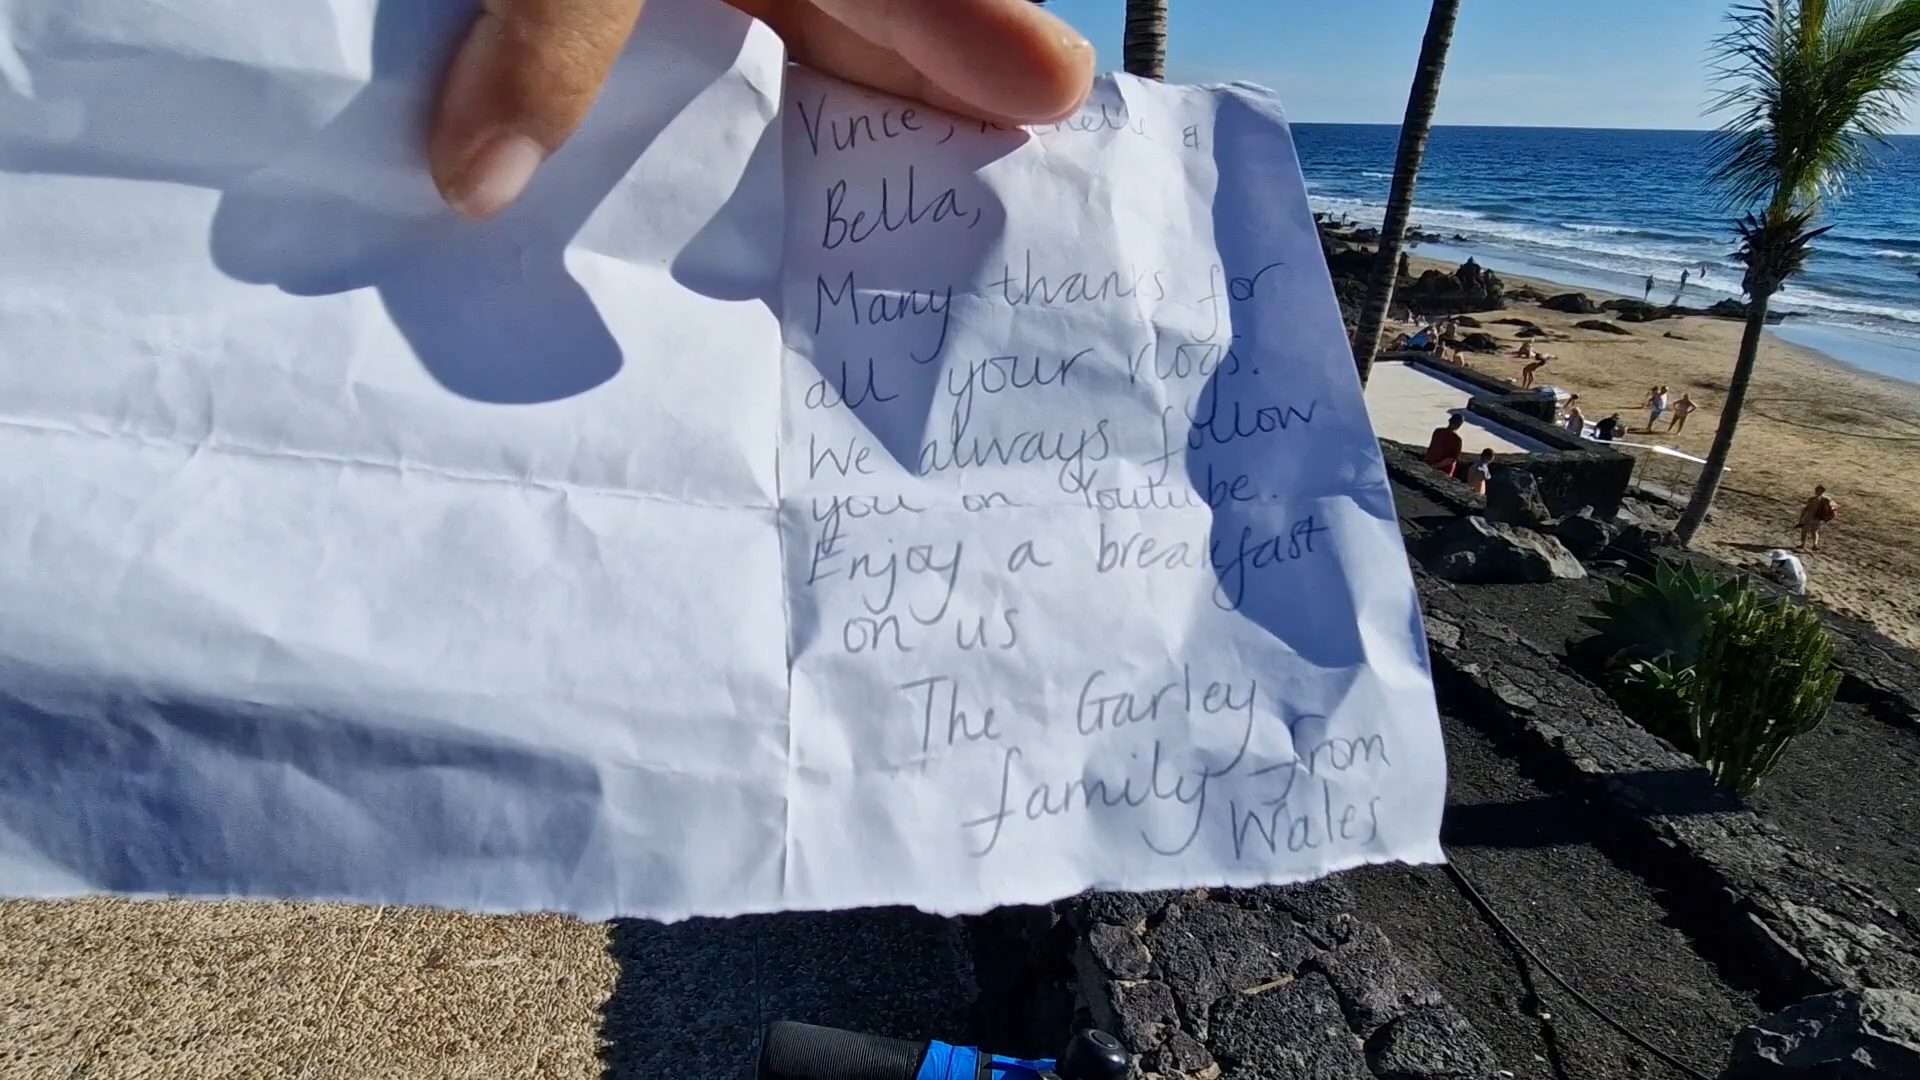 Vince, &
Bella,
Many thanks for
all your vlogs.
We always follow
you on Youtube.
Enjoy a breakfast
on us
The Garley
family from
Wales